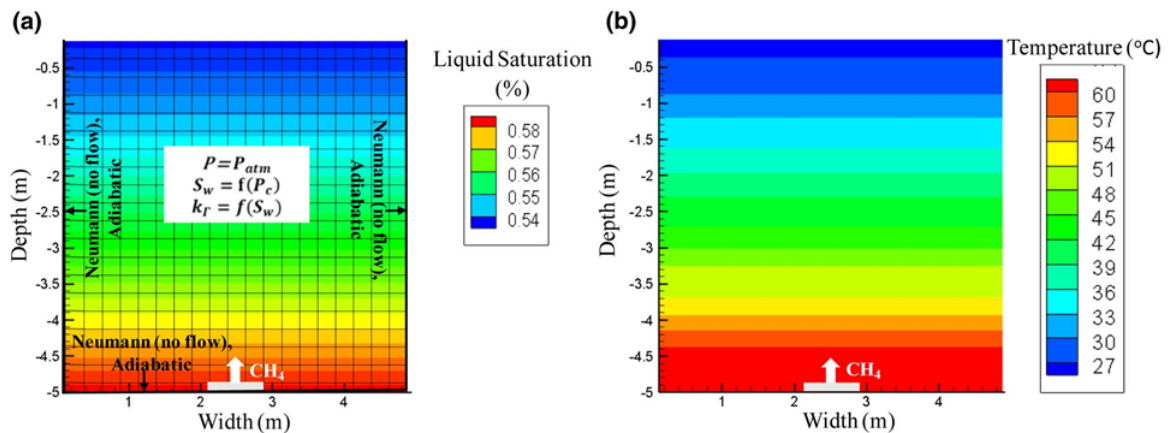 (a)
-0.5
-1
-1.5
-2
-2.5
-3
-3.5
-4
-4.5
-5
Depth (m)
Neumann (no flow),
Adiabatic
P=P_atm
S_w = f(P_c)
k_Γ = f(S_w)
Neumann (no flow),
Adiabatic
Neumann (no flow),
Adiabatic
CH₄
1
2
3
4
Width (m)
Liquid Saturation
(%)
0.58
0.57
0.56
0.55
0.54
(b)
-0.5
-1
-1.5
-2
-2.5
-3
-3.5
-4
-4.5
-5
Depth (m)
CH₄
1
2
3
4
Width (m)
Temperature (°C)
60
57
54
51
48
45
42
39
36
33
30
27